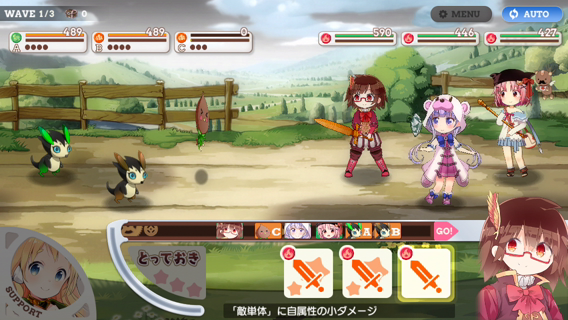 WAVE 1/3 0 MENU AUTO
489 489 0 590 446 427
A B C
C A B GO!
とっておき
SUPPORT
「敵単体」に自属性の小ダメージ